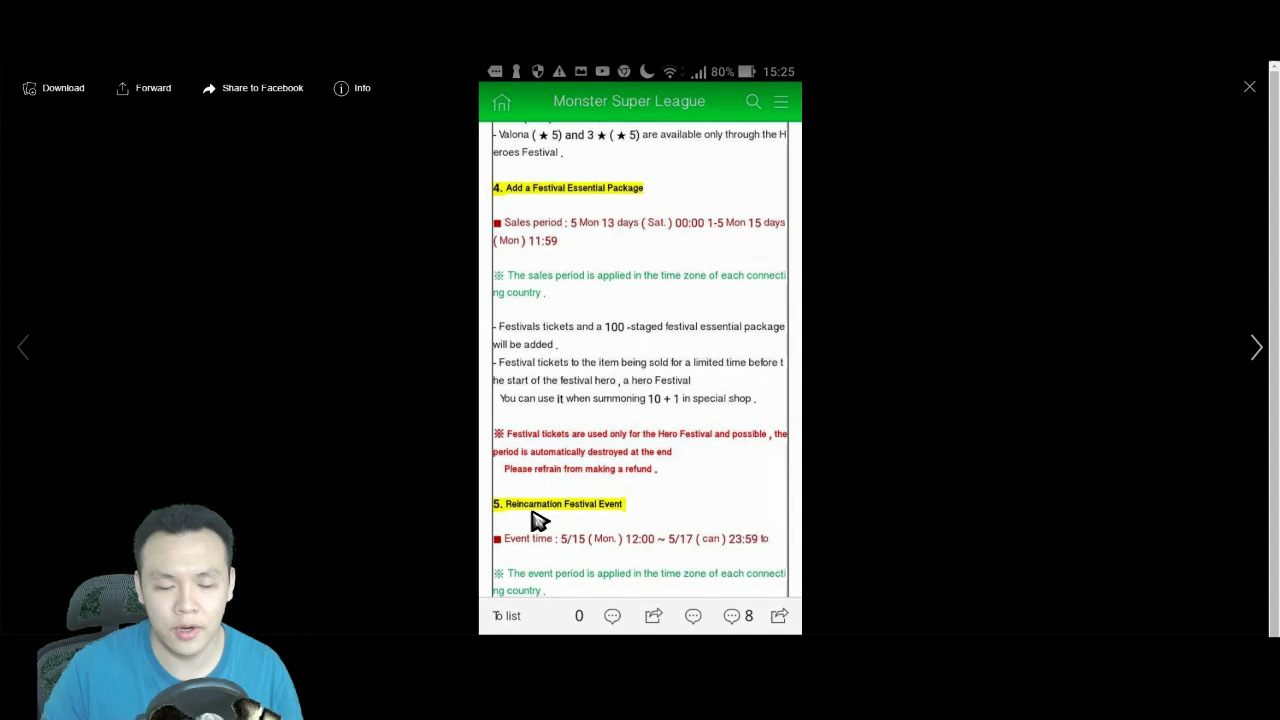 80% 15:25
Download Forward Share to Facebook Info
Monster Super League
- Valona ( ★ 5) and 3 ★ ( ★ 5) are available only through the H
eroes Festival .
4. Add a Festival Essential Package
■ Sales period : 5 Mon 13 days ( Sat. ) 00:00 1-5 Mon 15 days
( Mon ) 11:59
※ The sales period is applied in the time zone of each connecti
ng country .
- Festivals tickets and a 100 -staged festival essential package
will be added .
- Festival tickets to the item being sold for a limited time before t
he start of the festival hero , a hero Festival
You can use it when summoning 10 + 1 in special shop .
※ Festival tickets are used only for the Hero Festival and possible , the
period is automatically destroyed at the end
Please refrain from making a refund .
5. Reincarnation Festival Event
■ Event time : 5/15 ( Mon. ) 12:00 ~ 5/17 ( can ) 23:59 to
※ The event period is applied in the time zone of each connecti
ng country .
To list 0 8